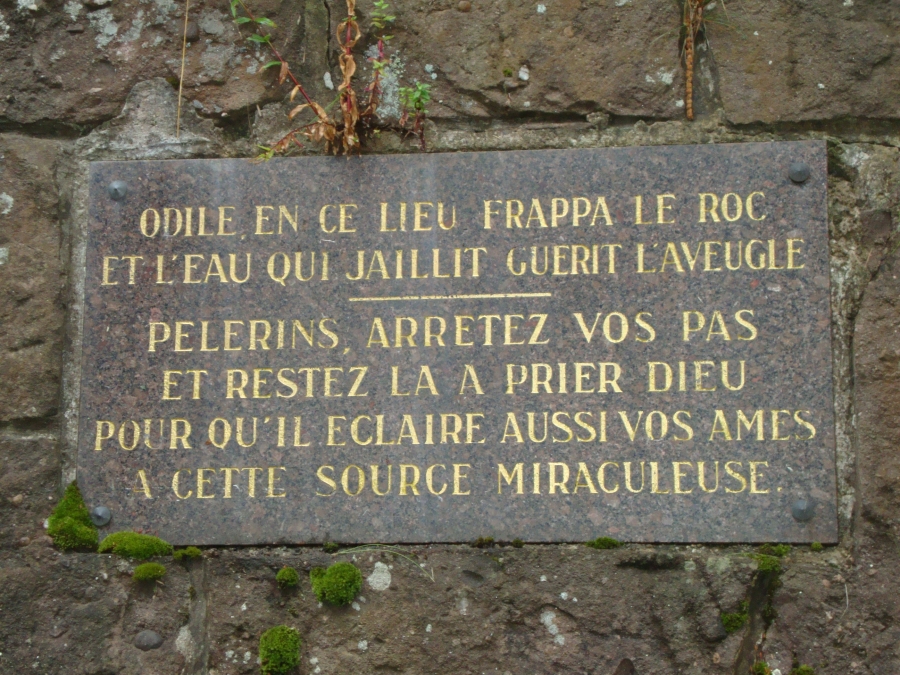 ODILE, EN CE LIEU FRAPPA LE ROC
ET L'EAU QUI JAILLIT GUERIT L'AVEUGLE
PELERINS, ARRETEZ VOS PAS
ET RESTEZ LA A PRIER DIEU
POUR QU'IL ECLAIRE AUSSI VOS AMES
A CETTE SOURCE MIRACULEUSE.